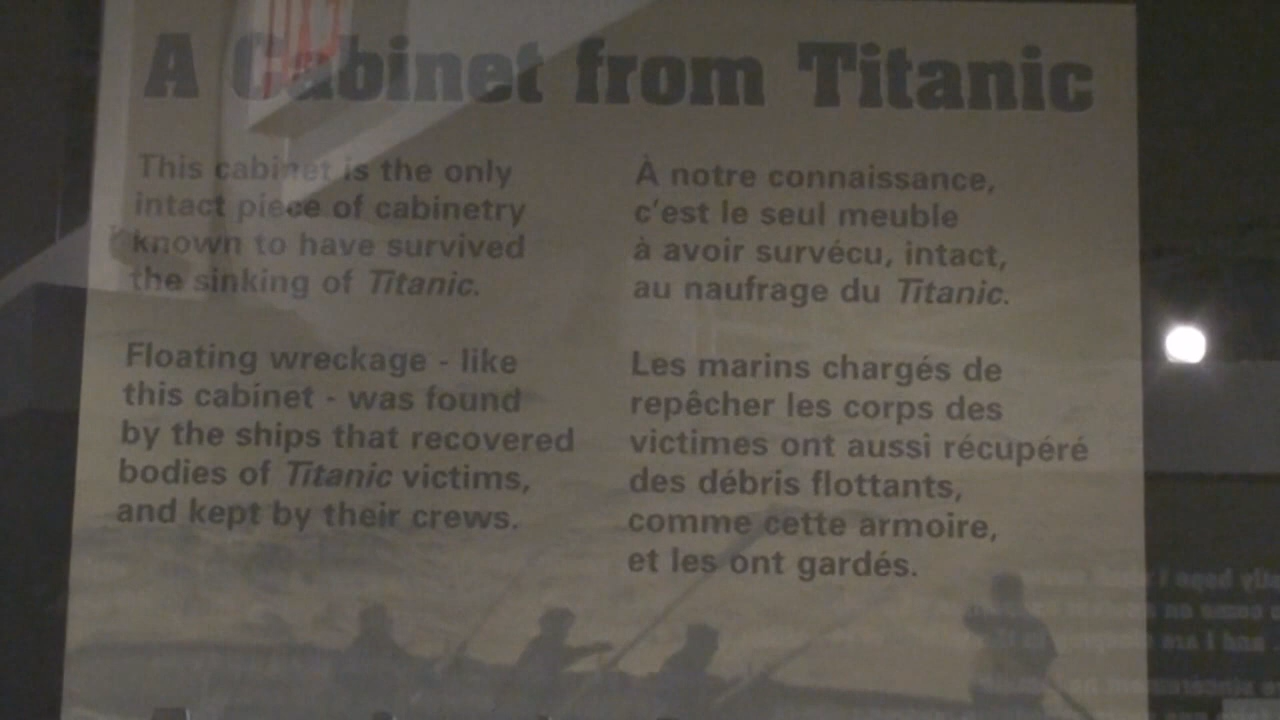 A Cabinet from Titanic
This cabinet is the only
intact piece of cabinetry
known to have survived
the sinking of Titanic.
Floating wreckage - like
this cabinet - was found
by the ships that recovered
bodies of Titanic victims,
and kept by their crews.
À notre connaissance,
c'est le seul meuble
à avoir survécu, intact,
au naufrage du Titanic.
Les marins chargés de
repêcher les corps des
victimes ont aussi récupéré
des débris flottants,
comme cette armoire,
et les ont gardés.